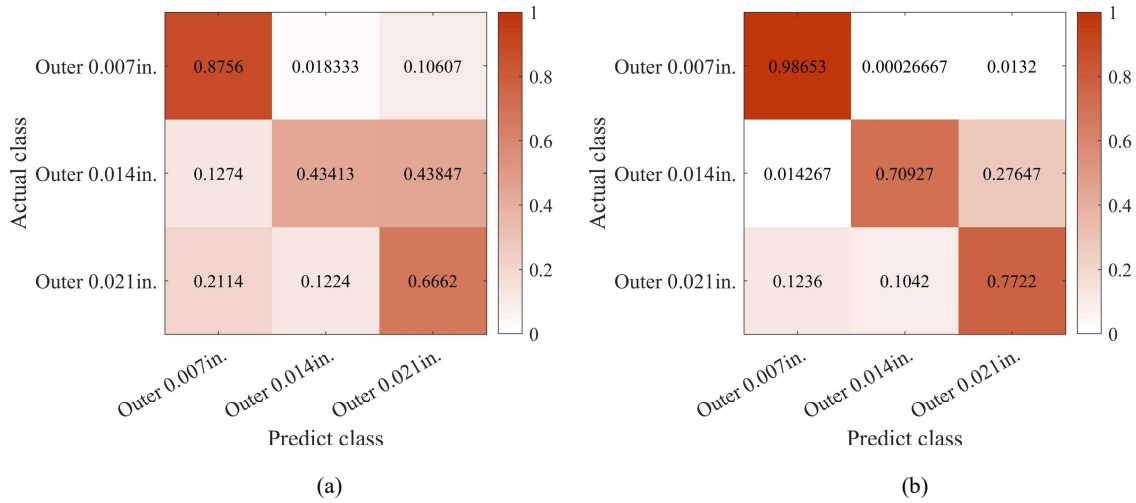 1
Outer 0.007in.
0.8756
0.018333
0.10607
0.8
Actual class
0.6
Outer 0.014in.
0.1274
0.43413
0.43847
0.4
0.2
Outer 0.021in.
0.2114
0.1224
0.6662
0
Outer 0.007in.
Outer 0.014in.
Outer 0.021in.
Predict class
(a)
1
Outer 0.007in.
0.98653
0.00026667
0.0132
0.8
Actual class
0.6
Outer 0.014in.
0.014267
0.70927
0.27647
0.4
0.2
Outer 0.021in.
0.1236
0.1042
0.7722
0
Outer 0.007in.
Outer 0.014in.
Outer 0.021in.
Predict class
(b)